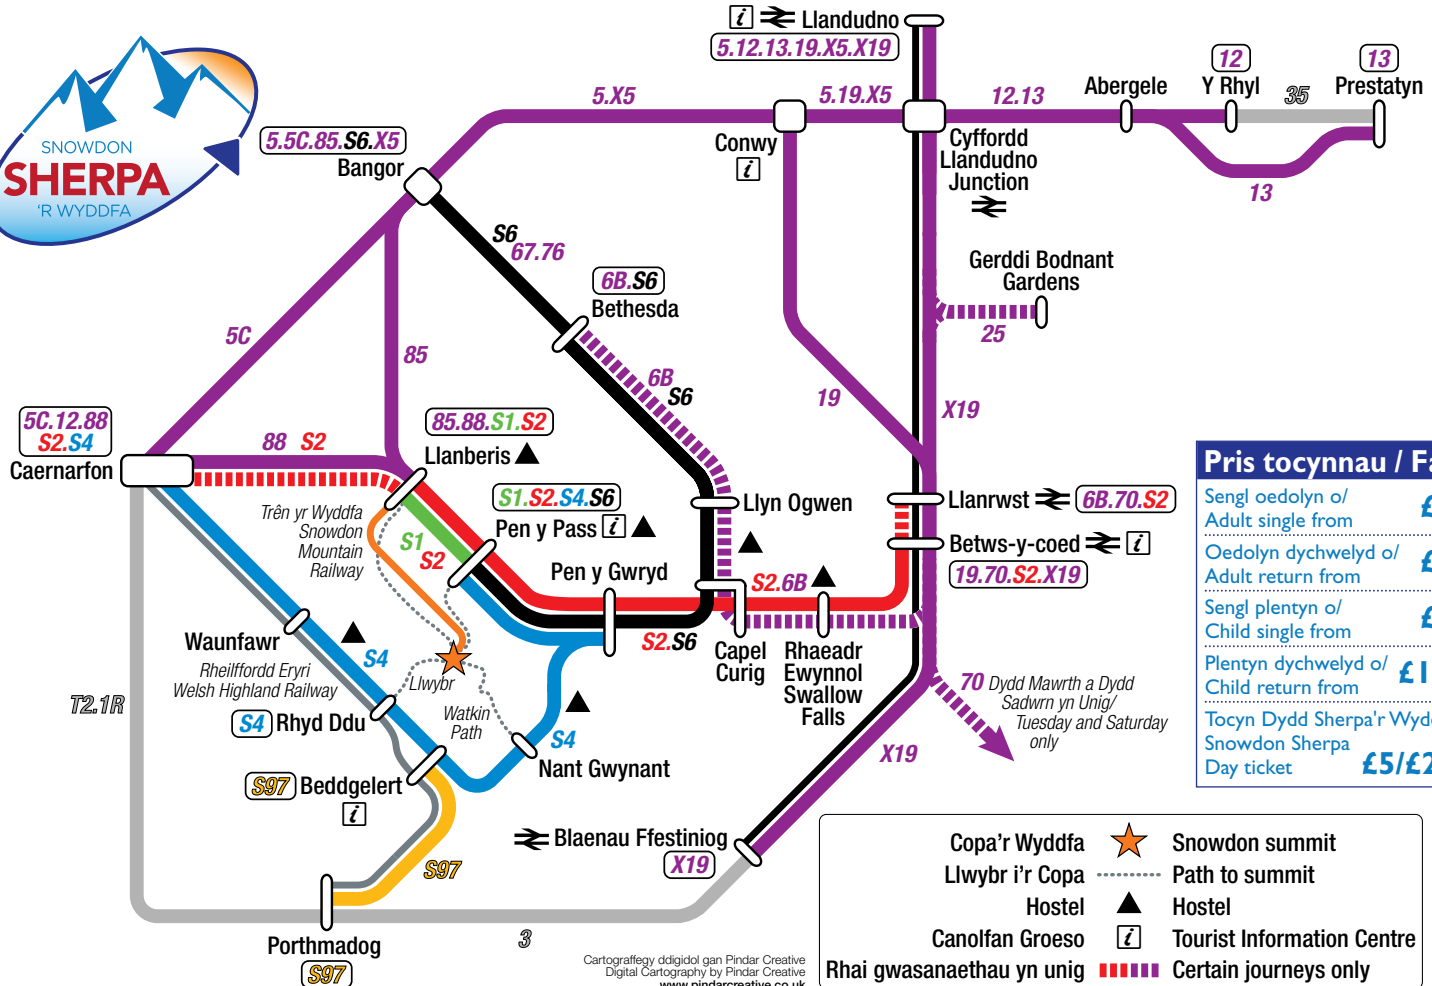 SNOWDON
SHERPA
'R WYDDFA
i Llandudno
5.12.13.19.X5.X19
5.X5
5.19.X5
12.13
Abergele
12
Y Rhyl
35
13
Prestatyn
13
5.5C.85.S6.X5
Bangor
Conwy
i
Cyffordd
Llandudno
Junction
S6
67.76
6B.S6
Bethesda
Gerddi Bodnant
Gardens
25
5C
85
6B
S6
19
X19
5C.12.88
S2.S4
Caernarfon
88 S2
85.88.S1.S2
Llanberis
S1.S2.S4.S6
Pen y Pass i
Llyn Ogwen
Llanrwst 6B.70.S2
Betws-y-coed i
19.70.S2.X19
Trên yr Wyddfa
Snowdon
Mountain
Railway
S1
S2
Pen y Gwryd
S2.6B
S2.S6
Capel
Curig
Rhaeadr
Ewynnol
Swallow
Falls
Waunfawr
S4
Rheilffordd Eryri
Welsh Highland Railway
Llwybr
Watkin
Path
T2.1R
S4 Rhyd Ddu
S4
Nant Gwynant
S97 Beddgelert
i
70 Dydd Mawrth a Dydd
Sadwrn yn Unig/
Tuesday and Saturday
only
X19
Blaenau Ffestiniog
X19
S97
Porthmadog
S97
3
Pris tocynnau / Fa
Sengl oedolyn o/
Adult single from £
Oedolyn dychwelyd o/
Adult return from £
Sengl plentyn o/
Child single from £
Plentyn dychwelyd o/
Child return from £1
Tocyn Dydd Sherpa'r Wyd
Snowdon Sherpa
Day ticket £5/£2
Copa'r Wyddfa Snowdon summit
Llwybr i'r Copa Path to summit
Hostel Hostel
Canolfan Groeso i Tourist Information Centre
Rhai gwasanaethau yn unig Certain journeys only
Cartograffegy ddigidol gan Pindar Creative
Digital Cartography by Pindar Creative
www.pindarcreative.co.uk